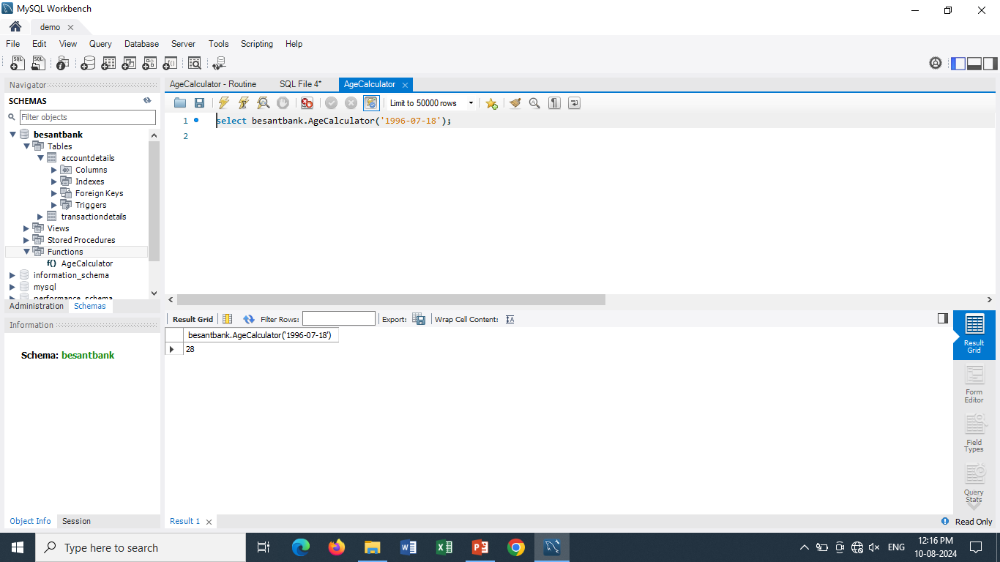 MySQL Workbench
demo
File Edit View Query Database Server Tools Scripting Help
Navigator
SCHEMAS
Filter objects
besantbank
Tables
accountdetails
Columns
Indexes
Foreign Keys
Triggers
transactiondetails
Views
Stored Procedures
Functions
f() AgeCalculator
information_schema
mysql
performance_schema
Administration Schemas
Information
Schema: besantbank
Object Info Session
AgeCalculator - Routine SQL File 4* AgeCalculator
Limit to 50000 rows
1 select besantbank.AgeCalculator('1996-07-18');
2
Result Grid Filter Rows: Export: Wrap Cell Content:
besantbank.AgeCalculator('1996-07-18')
28
Result
Grid
Form
Editor
Field
Types
Query
Stats
Result 1
Read Only
Type here to search
ENG
12:16 PM
10-08-2024